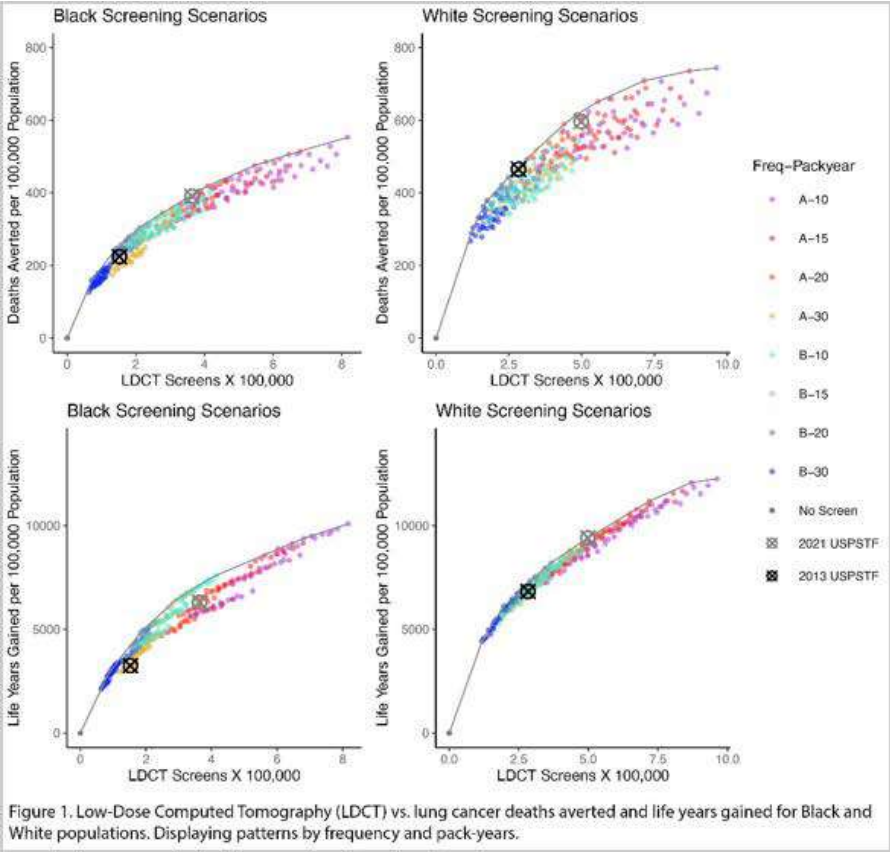 Black Screening Scenarios
Deaths Averted per 100,000 Population
800
600
400
200
0
0 2 4 6 8
LDCT Screens X 100,000
White Screening Scenarios
Deaths Averted per 100,000 Population
800
600
400
200
0
0.0 2.5 5.0 7.5 10.0
LDCT Screens X 100,000
Freq-Packyear
A-10
A-15
A-20
A-30
B-10
B-15
B-20
B-30
No Screen
2021 USPSTF
2013 USPSTF
Black Screening Scenarios
Life Years Gained per 100,000 Population
10000
5000
0
0 2 4 6 8
LDCT Screens X 100,000
White Screening Scenarios
Life Years Gained per 100,000 Population
10000
5000
0
0.0 2.5 5.0 7.5 10.0
LDCT Screens X 100,000
Figure 1. Low-Dose Computed Tomography (LDCT) vs. lung cancer deaths averted and life years gained for Black and
White populations. Displaying patterns by frequency and pack-years.